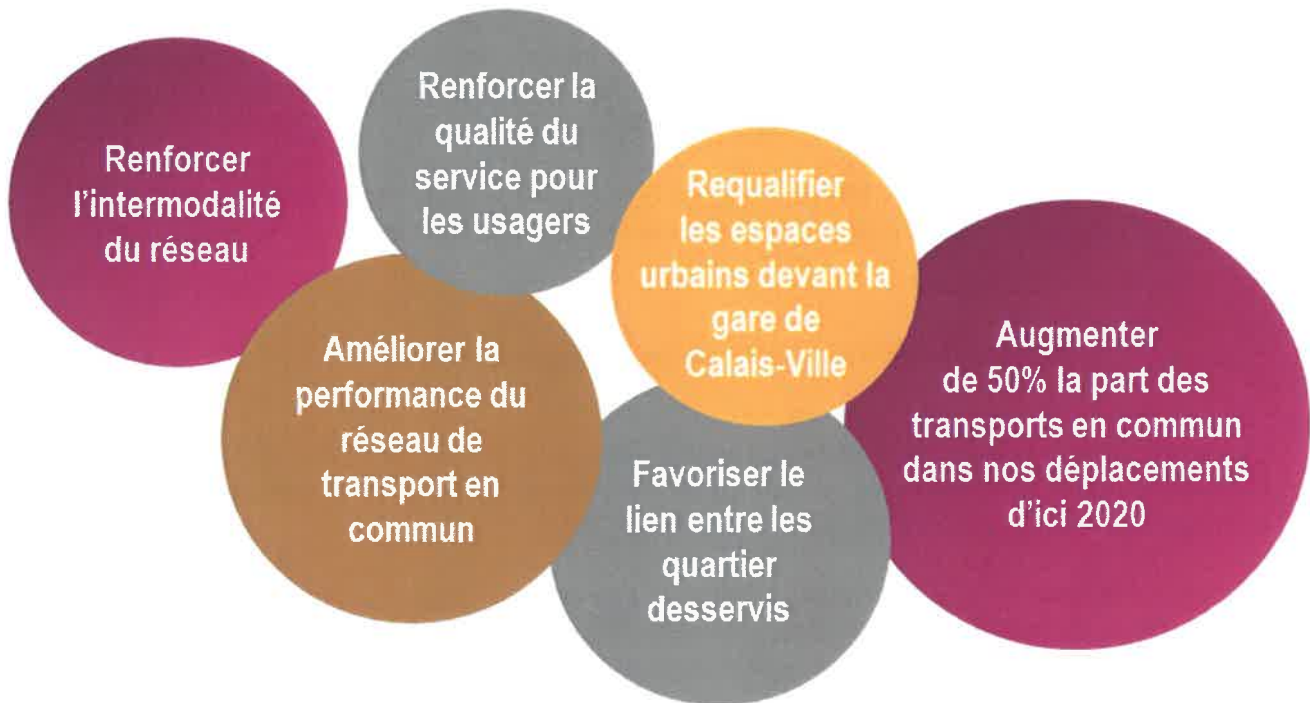 Renforcer
l'intermodalité
du réseau
Renforcer la
qualité du
service pour
les usagers
Requalifier
les espaces
urbains devant la
gare de
Calais-Ville
Améliorer la
performance du
réseau de
transport en
commun
Favoriser le
lien entre les
quartier
desservis
Augmenter
de 50% la part des
transports en commun
dans nos déplacements
d'ici 2020